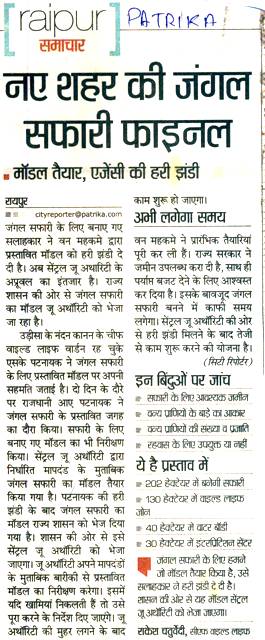 raipur
समाचार
PATRIKA
नए शहर की जंगल
सफारी फाइनल
मॉडल तैयार, एजेंसी की हरी झंडी
रायपुर
cityreporter@patrika.com
जंगल सफारी के लिए बनाए गए
सलाहकार ने वन महकमे द्वारा
प्रस्तावित मॉडल को हरी झंडी दे
दी है। अब सेंट्रल जू अथारिटी के
अप्रूवल का इंतजार है। राज्य
शासन की ओर से जंगल सफारी
का मॉडल जू अथॉरिटी को भेजा
जा रहा है।
उड़ीसा के नंदन कानन के चीफ
वाइल्ड लाइफ वार्डन रह चुके
एसके पटनायक ने जंगल सफारी
के लिए प्रस्तावित मॉडल पर अपनी
सहमति जताई है। दो दिन के दौरे
पर राजधानी आए पटनायक ने
जंगल सफारी के प्रस्तावित जगह
का दौरा किया। सफारी के लिए
बनाए गए मॉडल का भी निरीक्षण
किया। सेंट्रल जू अथॉरिटी द्वारा
निर्धारित मापदंड के मुताबिक
जंगल सफारी का मॉडल तैयार
किया गया है। पटनायक की हरी
झंडी के बाद जंगल सफारी का
मॉडल राज्य शासन को भेज दिया
गया है। शासन की ओर से इसे
सेंट्रल जू अथॉरिटी को भेजा
जाएगा। जू अथॉरिटी अपने मापदंडों
के मुताबिक बारीकी से प्रस्तावित
मॉडल का निरीक्षण करेगा। इसमें
यदि खामियां निकलती हैं तो उसे
पूरा करने के निर्देश दिए जाएंगे। जू
अथॉरिटी की मुहर लगने के बाद
काम शुरू हो जाएगा।
अभी लगेगा समय
वन महकमे ने प्रारंभिक तैयारियां
पूरी कर ली हैं। राज्य सरकार ने
जमीन उपलब्ध करा दी है, साथ ही
पर्याप्त बजट देने के लिए आश्वस्त
कर दिया है। इसके बावजूद जंगल
सफारी बनने में काफी समय
लगेगा। सेंट्रल जू अथॉरिटी की ओर
से हरी झंडी मिलने के बाद तेजी
से काम शुरू करने की योजना है।
(सिटी रिपोर्टर)
इन बिंदुओं पर जांच
सफारी के लिए आवश्यक जमीन
वन्य प्राणियों के बाड़े का आकार
वन्य प्राणियों की संख्या व प्रजाति
रहवास के लिए उपयुक्त या नहीं
ये है प्रस्ताव में
202 हेक्टेयर में बनेगी सफारी
130 हेक्टेयर में वाइल्ड लाइफ
जोन
40 हेक्टेयर में वाटर बॉडी
30 हेक्टेयर में इंटरप्रिटेशन सेंटर
जंगल सफारी के लिए हमने
जो मॉडल तैयार किया है, उसे
सलाहकार ने हरी झंडी दे दी है।
शासन की ओर से यह मॉडल सेंट्रल
जू अथॉरिटी को भेजा जाएगा।
राकेश चतुर्वेदी, सीएफ वाइल्ड लाइफ